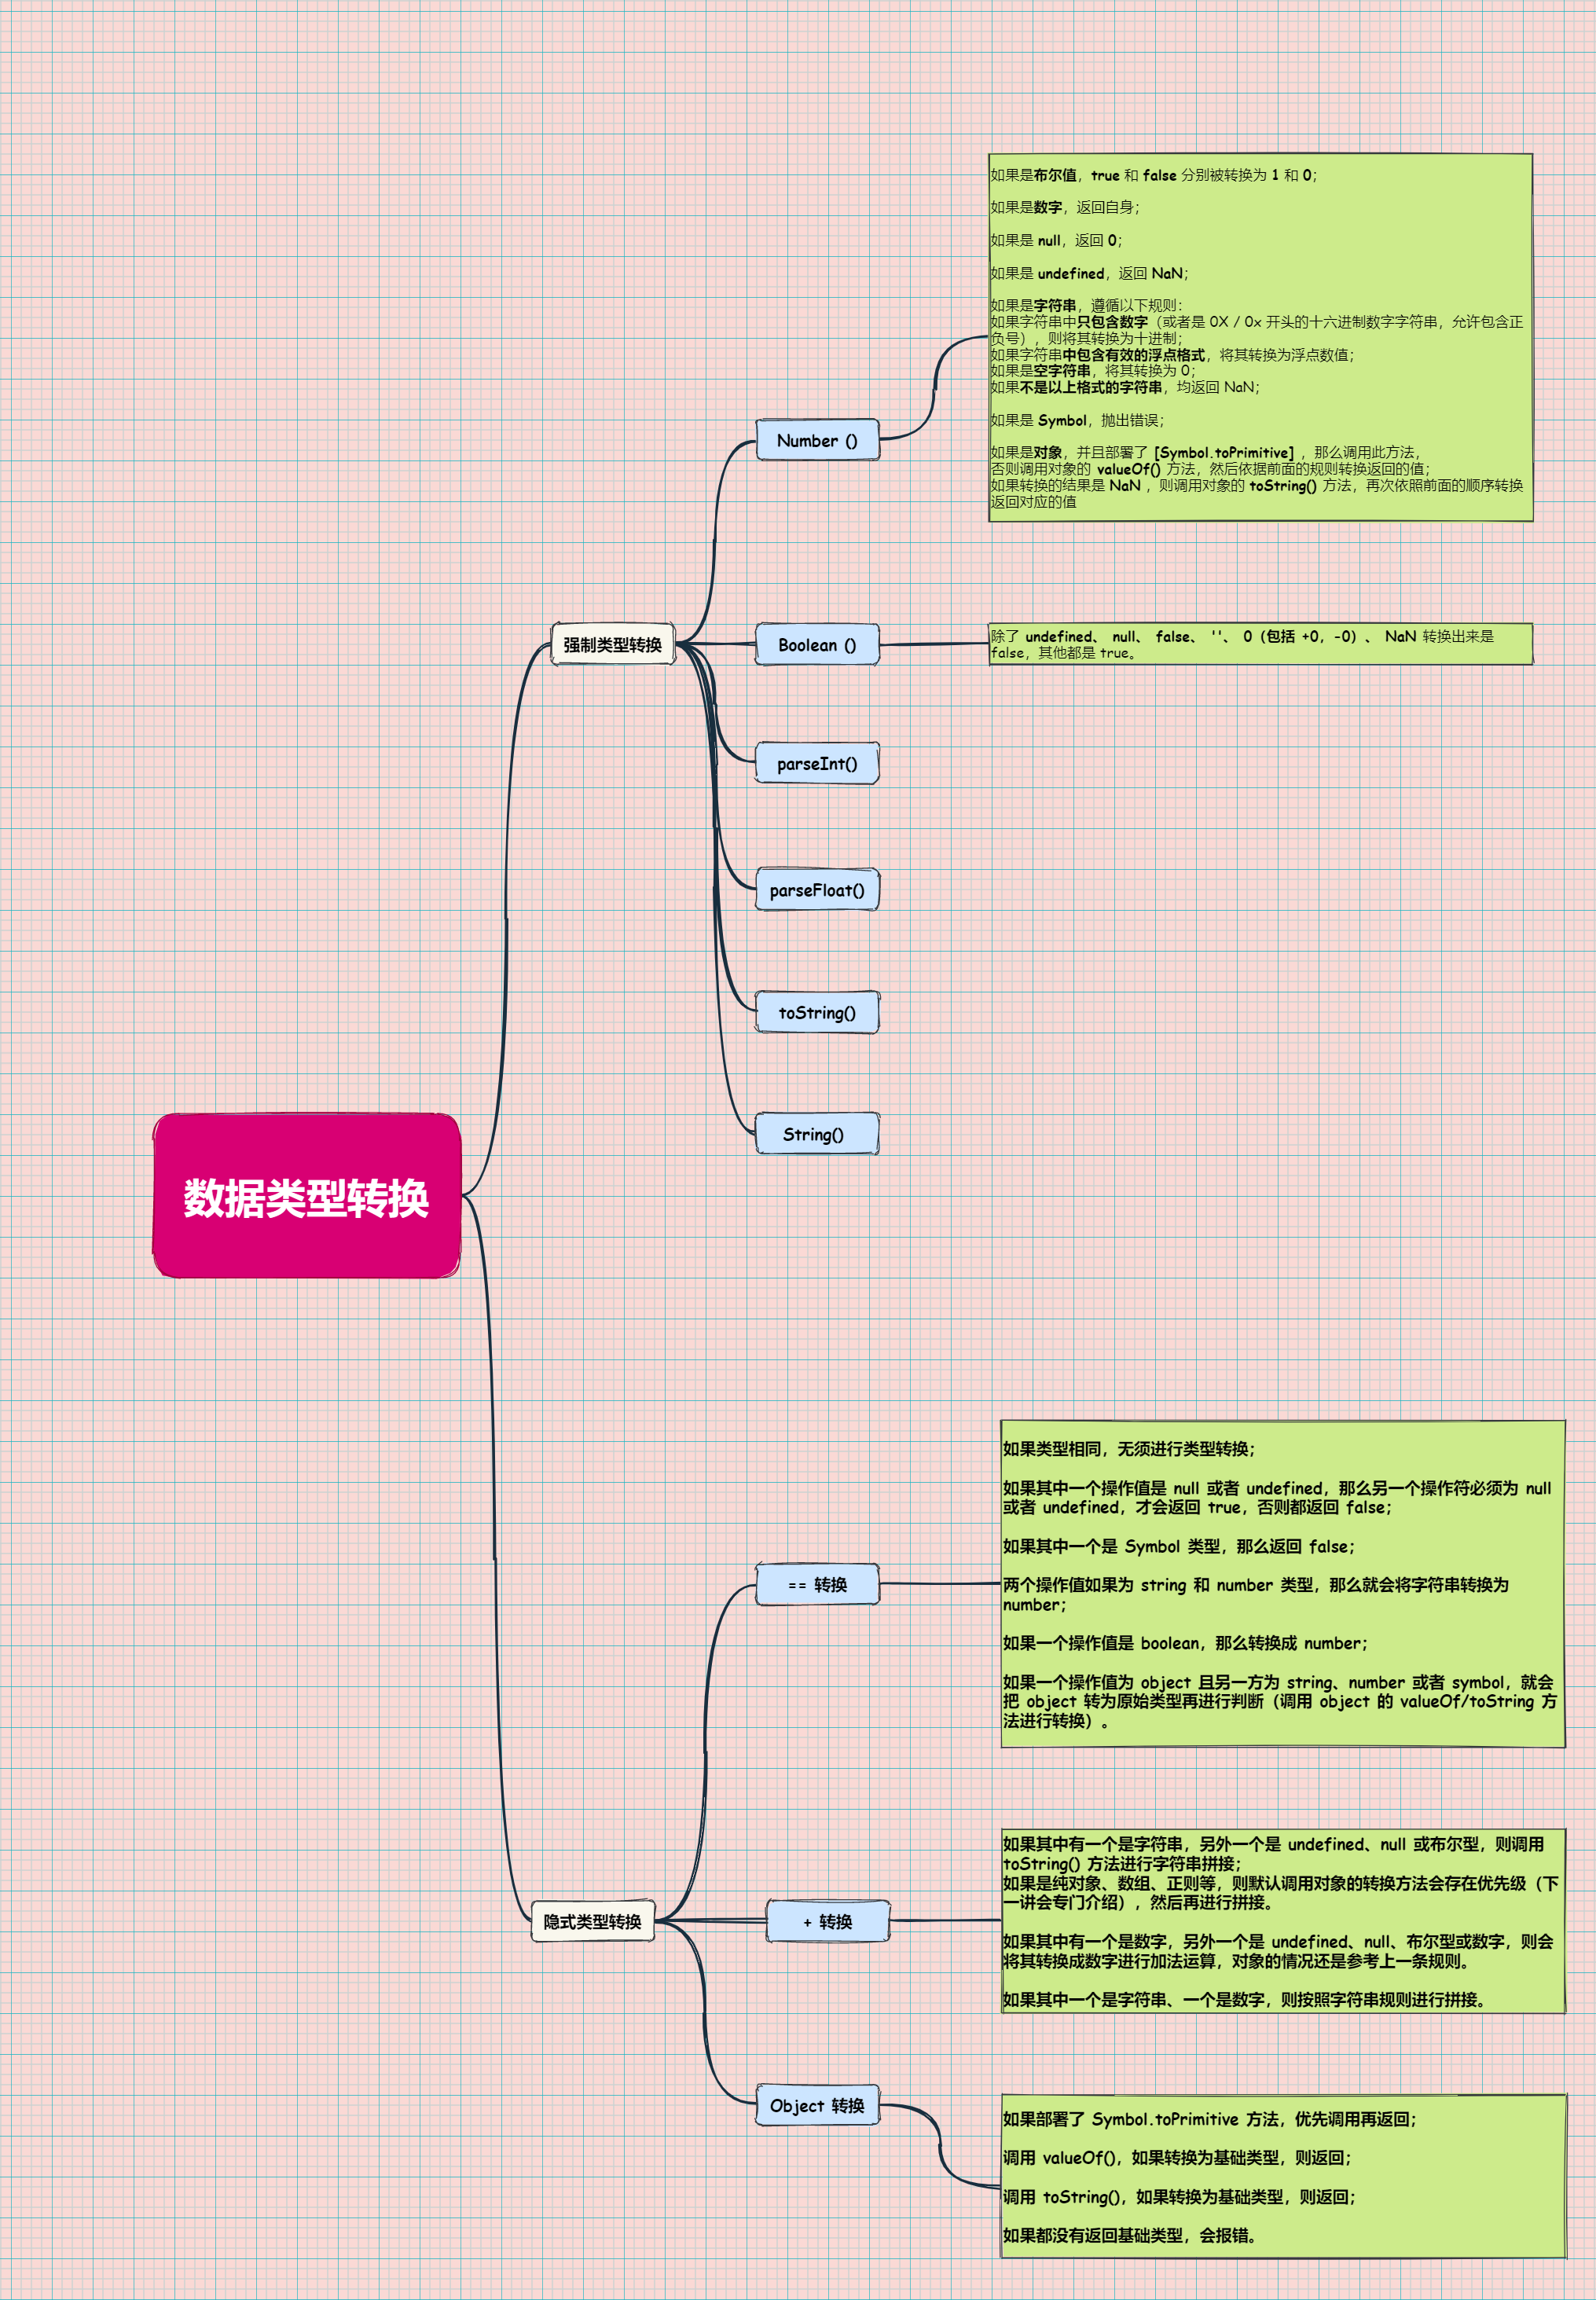 数据类型转换
强制类型转换
Number ()
如果是布尔值，true 和 false 分别被转换为 1 和 0；
如果是数字，返回自身；
如果是 null，返回 0；
如果是 undefined，返回 NaN；
如果是字符串，遵循以下规则：
如果字符串中只包含数字（或者是 0X / 0x 开头的十六进制数字字符串，允许包含正
负号），则将其转换为十进制；
如果字符串中包含有效的浮点格式，将其转换为浮点数值；
如果是空字符串，将其转换为 0；
如果不是以上格式的字符串，均返回 NaN；
如果是 Symbol，抛出错误；
如果是对象，并且部署了 [Symbol.toPrimitive] ，那么调用此方法，
否则调用对象的 valueOf() 方法，然后依据前面的规则转换返回的值；
如果转换的结果是 NaN ，则调用对象的 toString() 方法，再次依照前面的顺序转换
返回对应的值
Boolean ()
除了 undefined、 null、 false、 ''、 0（包括 +0，-0）、 NaN 转换出来是
false，其他都是 true。
parseInt()
parseFloat()
toString()
String()
隐式类型转换
== 转换
如果类型相同，无须进行类型转换；
如果其中一个操作值是 null 或者 undefined，那么另一个操作符必须为 null
或者 undefined，才会返回 true，否则都返回 false；
如果其中一个是 Symbol 类型，那么返回 false；
两个操作值如果为 string 和 number 类型，那么就会将字符串转换为
number；
如果一个操作值是 boolean，那么转换成 number；
如果一个操作值为 object 且另一方为 string、number 或者 symbol，就会
把 object 转为原始类型再进行判断（调用 object 的 valueOf/toString 方
法进行转换）。
+ 转换
如果其中有一个是字符串，另外一个是 undefined、null 或布尔型，则调用
toString() 方法进行字符串拼接；
如果是纯对象、数组、正则等，则默认调用对象的转换方法会存在优先级（下
一讲会专门介绍），然后再进行拼接。
如果其中有一个是数字，另外一个是 undefined、null、布尔型或数字，则会
将其转换成数字进行加法运算，对象的情况还是参考上一条规则。
如果其中一个是字符串、一个是数字，则按照字符串规则进行拼接。
Object 转换
如果部署了 Symbol.toPrimitive 方法，优先调用再返回；
调用 valueOf()，如果转换为基础类型，则返回；
调用 toString()，如果转换为基础类型，则返回；
如果都没有返回基础类型，会报错。